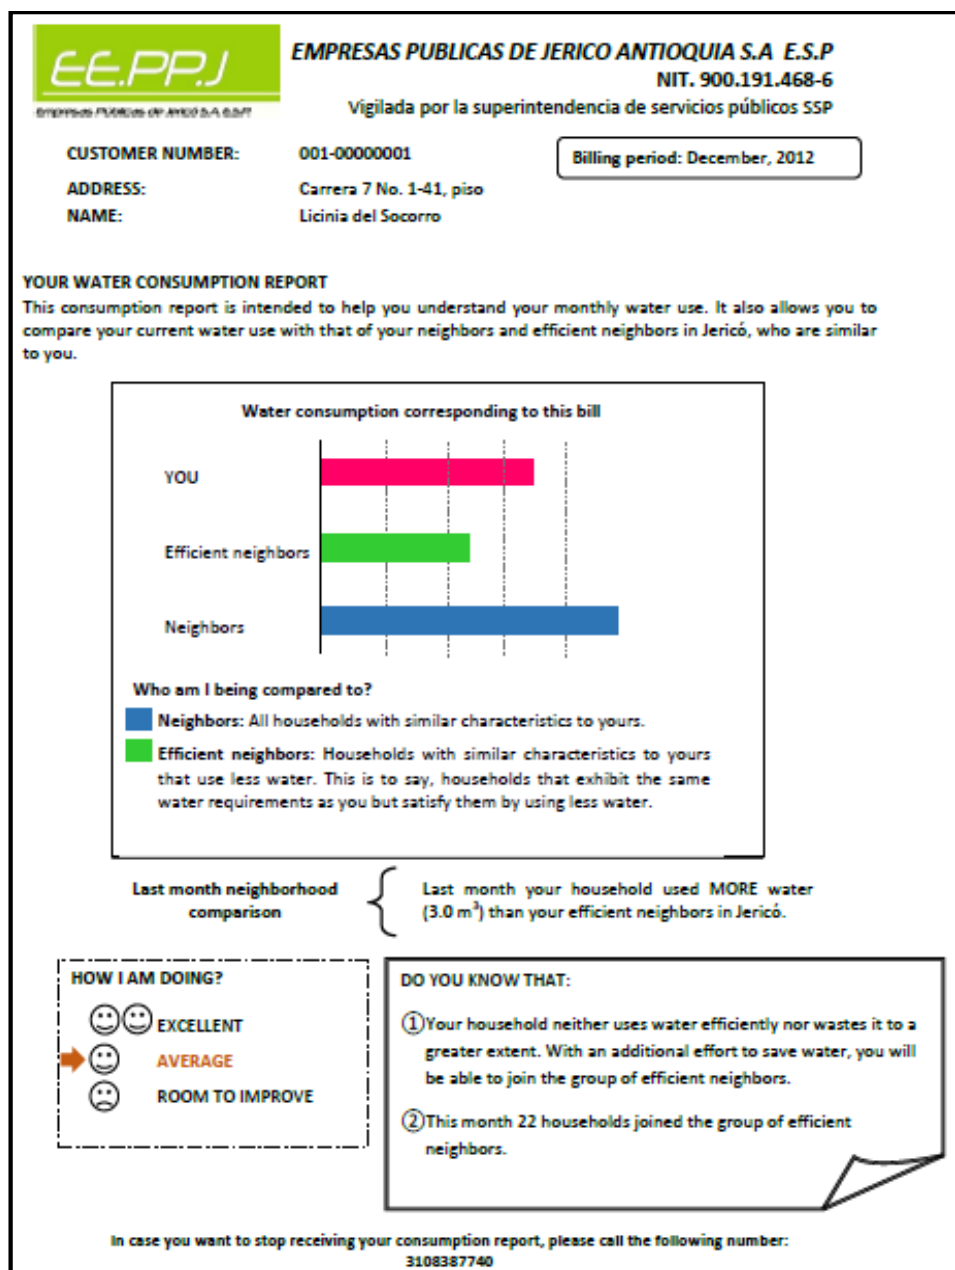 EE.PP.J
Empresas Públicas de Jericó S.A. E.S.P.
EMPRESAS PUBLICAS DE JERICO ANTIOQUIA S.A E.S.P
NIT. 900.191.468-6
Vigilada por la superintendencia de servicios públicos SSP
CUSTOMER NUMBER: 001-00000001
Billing period: December, 2012
ADDRESS: Carrera 7 No. 1-41, piso
NAME: Licinia del Socorro
YOUR WATER CONSUMPTION REPORT
This consumption report is intended to help you understand your monthly water use. It also allows you to
compare your current water use with that of your neighbors and efficient neighbors in Jericó, who are similar
to you.
Water consumption corresponding to this bill
YOU
Efficient neighbors
Neighbors
Who am I being compared to?
Neighbors: All households with similar characteristics to yours.
Efficient neighbors: Households with similar characteristics to yours
that use less water. This is to say, households that exhibit the same
water requirements as you but satisfy them by using less water.
Last month neighborhood
comparison
Last month your household used MORE water
(3.0 m³) than your efficient neighbors in Jericó.
HOW I AM DOING?
EXCELLENT
AVERAGE
ROOM TO IMPROVE
DO YOU KNOW THAT:
① Your household neither uses water efficiently nor wastes it to a
greater extent. With an additional effort to save water, you will
be able to join the group of efficient neighbors.
② This month 22 households joined the group of efficient
neighbors.
In case you want to stop receiving your consumption report, please call the following number:
3108387740